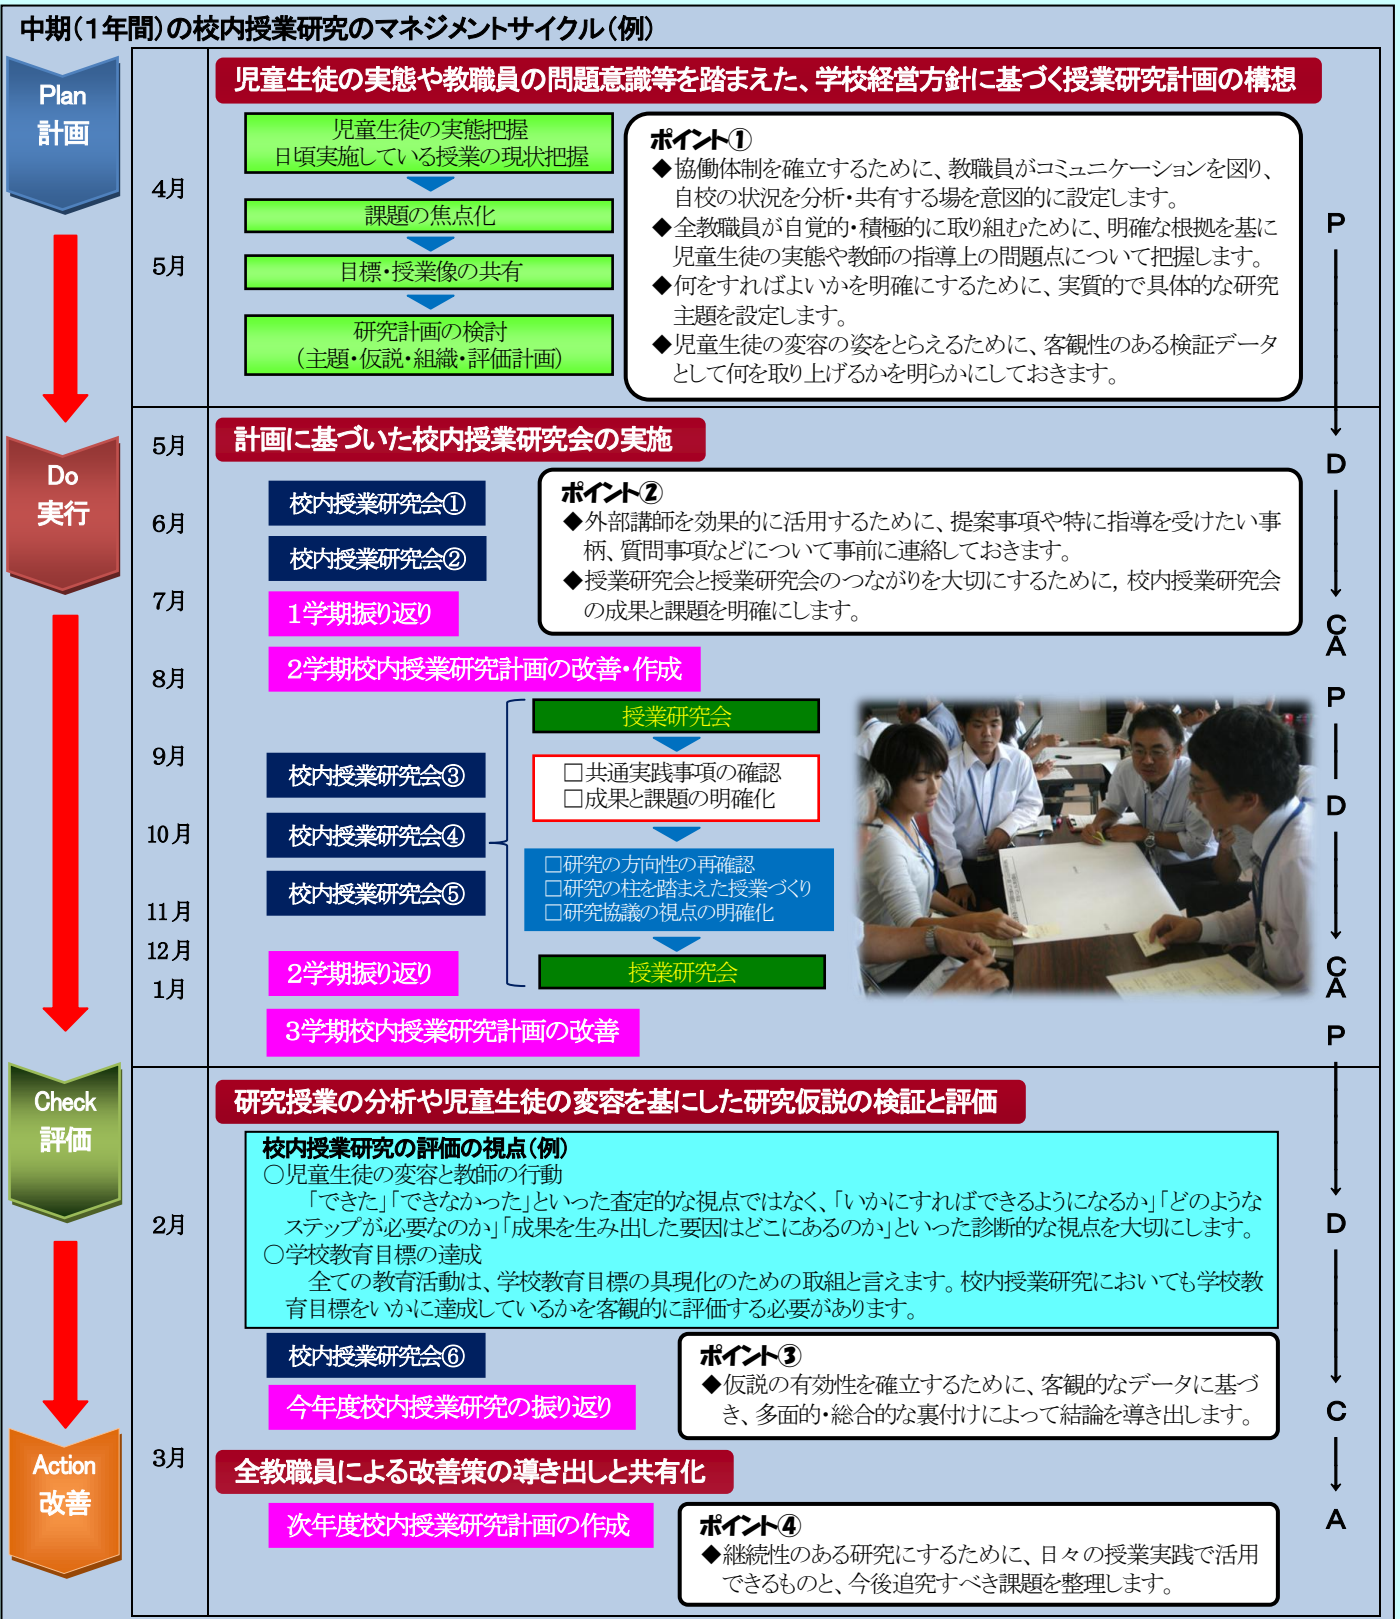 中期(1年間)の校内授業研究のマネジメントサイクル(例)
Plan
計画
4月
5月
児童生徒の実態や教職員の問題意識等を踏まえた、学校経営方針に基づく授業研究計画の構想
児童生徒の実態把握
日頃実施している授業の現状把握
課題の焦点化
目標・授業像の共有
研究計画の検討
(主題・仮説・組織・評価計画)
ポイント①
◆協働体制を確立するために、教職員がコミュニケーションを図り、
自校の状況を分析・共有する場を意図的に設定します。
◆全教職員が自覚的・積極的に取り組むために、明確な根拠を基に
児童生徒の実態や教師の指導上の問題点について把握します。
◆何をすればよいかを明確にするために、実質的で具体的な研究
主題を設定します。
◆児童生徒の変容の姿をとらえるために、客観性のある検証データ
として何を取り上げるかを明らかにしておきます。
P
Do
実行
5月
6月
7月
8月
9月
10月
11月
12月
1月
計画に基づいた校内授業研究会の実施
校内授業研究会①
校内授業研究会②
1学期振り返り
2学期校内授業研究計画の改善・作成
校内授業研究会③
校内授業研究会④
校内授業研究会⑤
2学期振り返り
3学期校内授業研究計画の改善
ポイント②
◆外部講師を効果的に活用するために、提案事項や特に指導を受けたい事
柄、質問事項などについて事前に連絡しておきます。
◆授業研究会と授業研究会のつながりを大切にするために,校内授業研究会
の成果と課題を明確にします。
授業研究会
□共通実践事項の確認
□成果と課題の明確化
□研究の方向性の再確認
□研究の柱を踏まえた授業づくり
□研究協議の視点の明確化
授業研究会
D
C
A
P
D
C
A
P
Check
評価
2月
研究授業の分析や児童生徒の変容を基にした研究仮説の検証と評価
校内授業研究の評価の視点(例)
○児童生徒の変容と教師の行動
「できた」「できなかった」といった査定的な視点ではなく、「いかにすればできるようになるか」「どのような
ステップが必要なのか」「成果を生み出した要因はどこにあるのか」といった診断的な視点を大切にします。
○学校教育目標の達成
全ての教育活動は、学校教育目標の具現化のための取組と言えます。校内授業研究においても学校教
育目標をいかに達成しているかを客観的に評価する必要があります。
校内授業研究会⑥
今年度校内授業研究の振り返り
ポイント③
◆仮説の有効性を確立するために、客観的なデータに基づ
き、多面的・総合的な裏付けによって結論を導き出します。
D
C
Action
改善
3月
全教職員による改善策の導き出しと共有化
次年度校内授業研究計画の作成
ポイント④
◆継続性のある研究にするために、日々の授業実践で活用
できるものと、今後追究すべき課題を整理します。
A